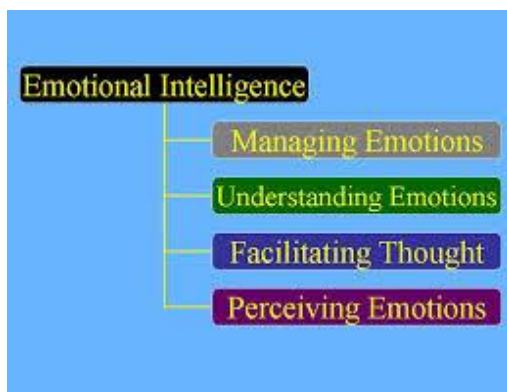 Emotional Intelligence
Managing Emotions
Understanding Emotions
Facilitating Thought
Perceiving Emotions